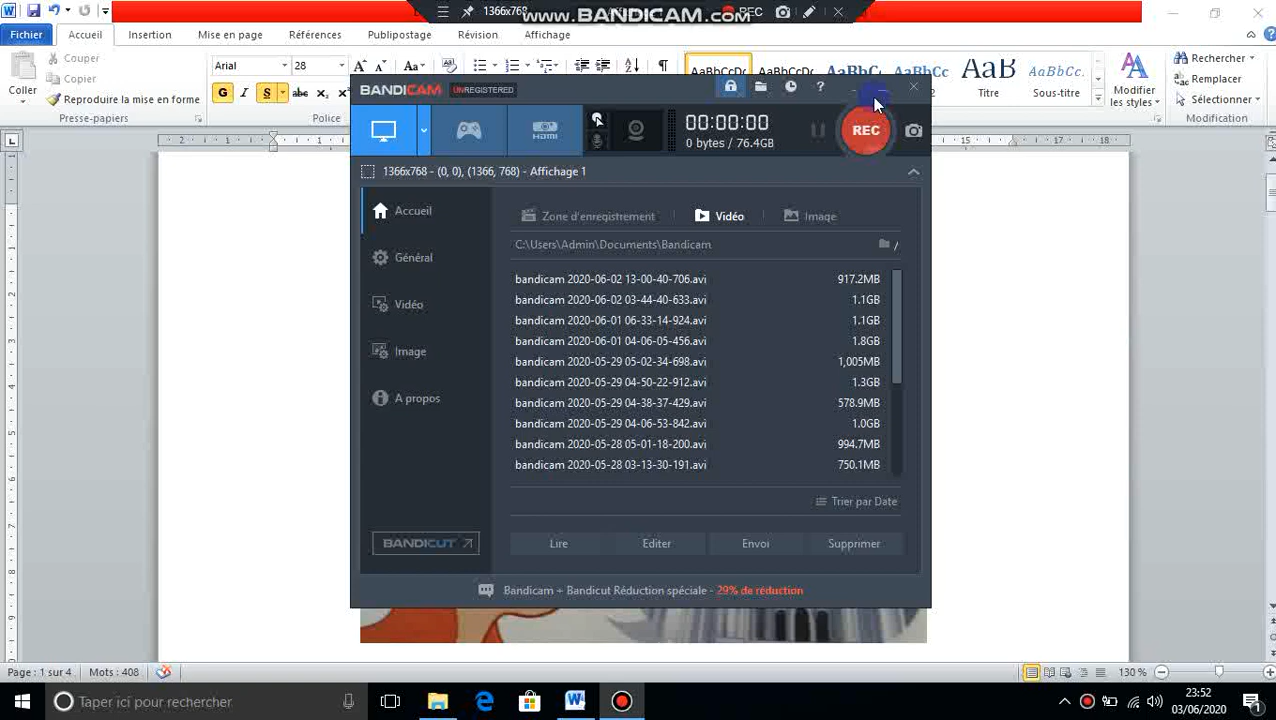 1366x768
www.BANDICAM.com
REC
Fichier Accueil Insertion Mise en page Références Publipostage Révision Affichage
Couper
Copier
Reproduire la mise en forme
Coller
Presse-papiers
Arial 28
G I S abc
Police
AaBbCcDc AaBbCcDc AaBbC AaBbCc AaB AaBbCc.
Titre Sous-titre
Modifier
les styles
Rechercher
Remplacer
Sélectionner
Modification
BANDICAM UNREGISTERED
HDMI
00:00:00
0 bytes / 76.4GB
REC
1366x768 - (0, 0), (1366, 768) - Affichage 1
Accueil
Général
Vidéo
Image
A propos
BANDICUT
Zone d'enregistrement Vidéo Image
C:\Users\Admin\Documents\Bandicam /
bandicam 2020-06-02 13-00-40-706.avi 917.2MB
bandicam 2020-06-02 03-44-40-633.avi 1.1GB
bandicam 2020-06-01 06-33-14-924.avi 1.1GB
bandicam 2020-06-01 04-06-05-456.avi 1.8GB
bandicam 2020-05-29 05-02-34-698.avi 1,005MB
bandicam 2020-05-29 04-50-22-912.avi 1.3GB
bandicam 2020-05-29 04-38-37-429.avi 578.9MB
bandicam 2020-05-29 04-06-53-842.avi 1.0GB
bandicam 2020-05-28 05-01-18-200.avi 994.7MB
bandicam 2020-05-28 03-13-30-191.avi 750.1MB
Trier par Date
Lire Editer Envoi Supprimer
Bandicam + Bandicut Réduction spéciale - 29% de réduction
Page : 1 sur 4 Mots : 408
130 %
Taper ici pour rechercher
23:52
03/06/2020